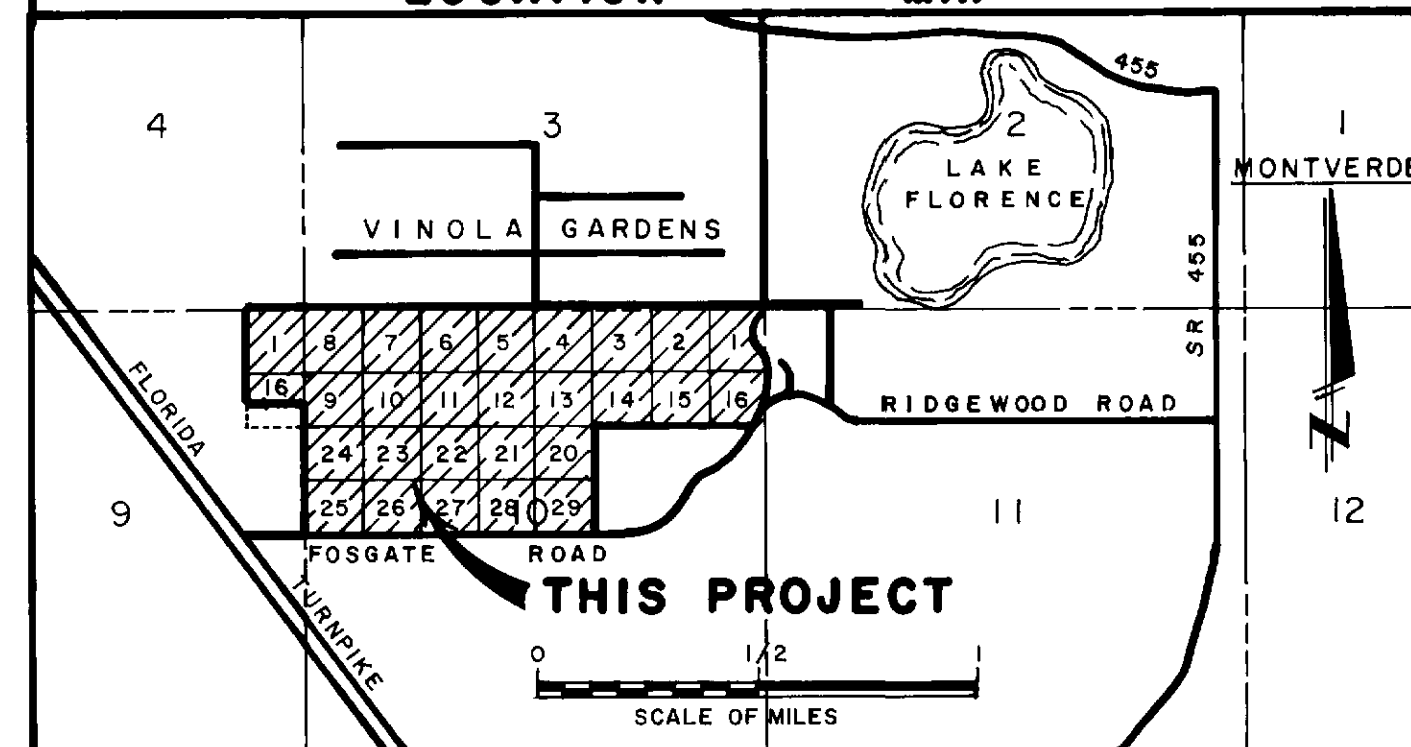 455
4
3
2
1
LAKE
FLORENCE
MONTVERDE
VINOLA GARDENS
SR 455
1 8 7 6 5 4 3 2 1
16 9 10 11 12 13 14 15 16
RIDGEWOOD ROAD
24 23 22 21 20
25 26 27 28 29
9
10
11
12
Z
FLORIDA
TURNPIKE
FOSGATE ROAD
THIS PROJECT
0 1/2 1
SCALE OF MILES